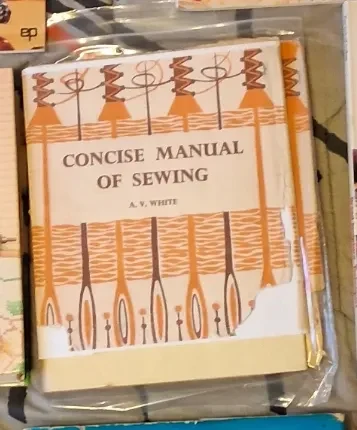 CONCISE MANUAL
OF SEWING
A. V. WHITE